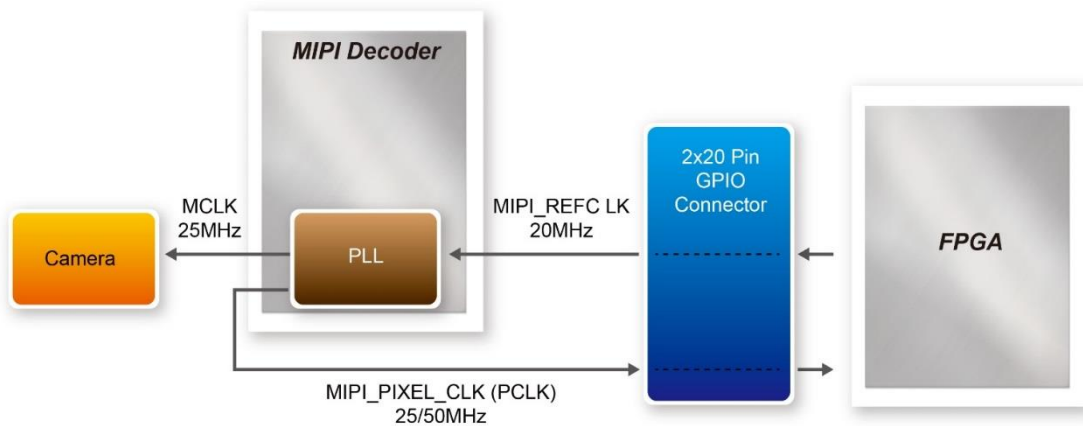 MIPI Decoder
2x20 Pin
GPIO
Connector
MCLK
25MHz
MIPI_REFC LK
20MHz
FPGA
Camera
PLL
MIPI_PIXEL_CLK (PCLK)
25/50MHz